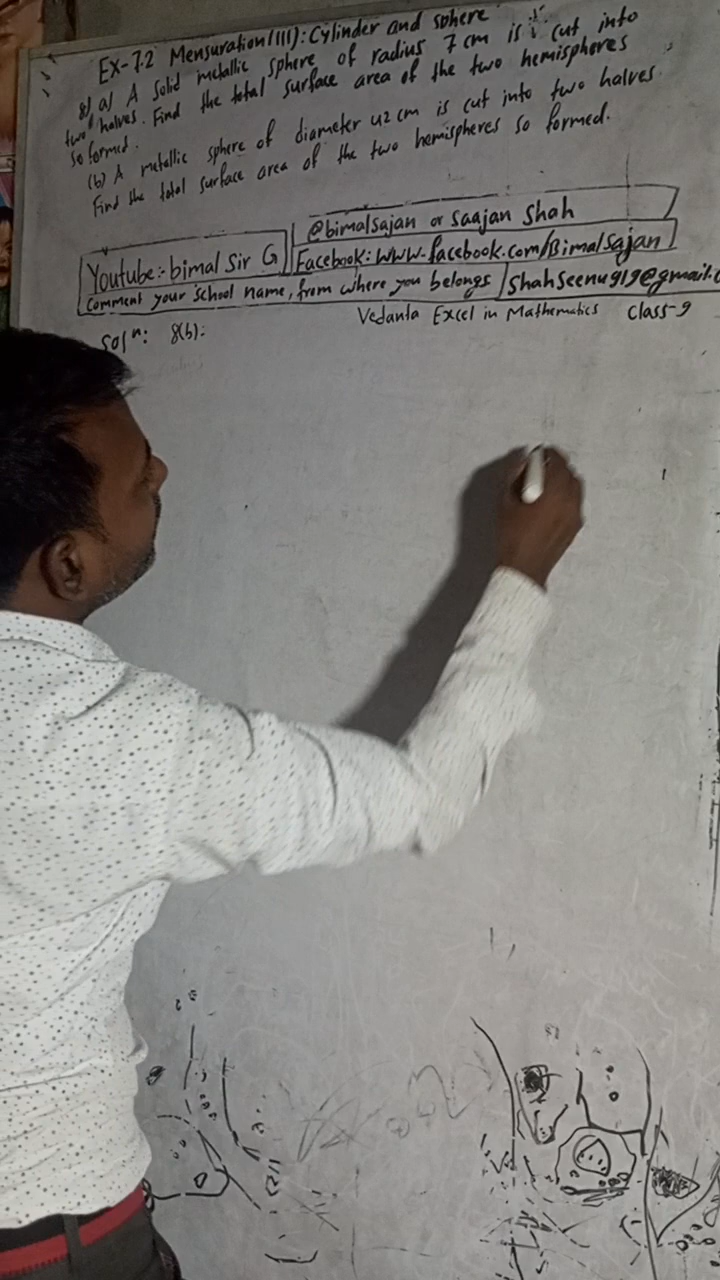 EX-7.2 Mensuration(III): Cylinder and sphere
8) a) A solid metallic sphere of radius 7 cm is cut into
two halves. Find the total surface area of the two hemispheres
so formed.
(b) A metallic sphere of diameter 42 cm is cut into two halves.
Find the total surface area of the two hemispheres so formed.
@bimalsajan or Saajan Shah
Youtube:- bimal Sir G
Facebook: www.facebook.com/Bimalsajan
Comment your school name, from where you belongs
Shahseenu919@gmail.c
Vedanta Excel in Mathematics Class-9
Solⁿ: 8(b):